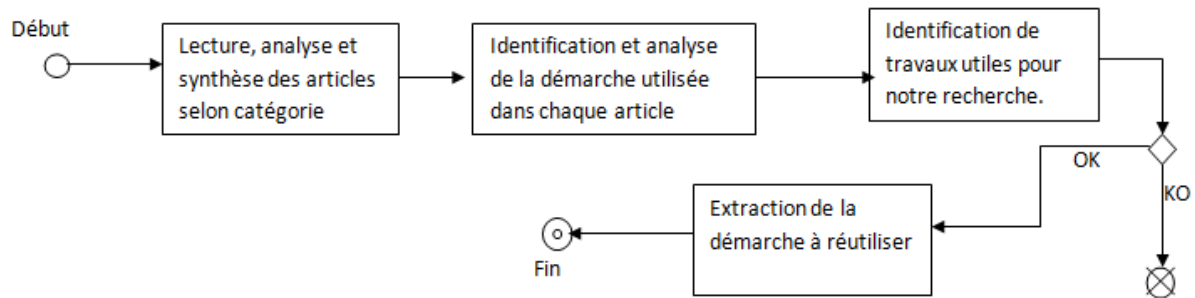 Début
Lecture, analyse et
synthèse des articles
selon catégorie
Identification et analyse
de la démarche utilisée
dans chaque article
Identification de
travaux utiles pour
notre recherche.
OK
KO
Extraction de la
démarche à réutiliser
Fin